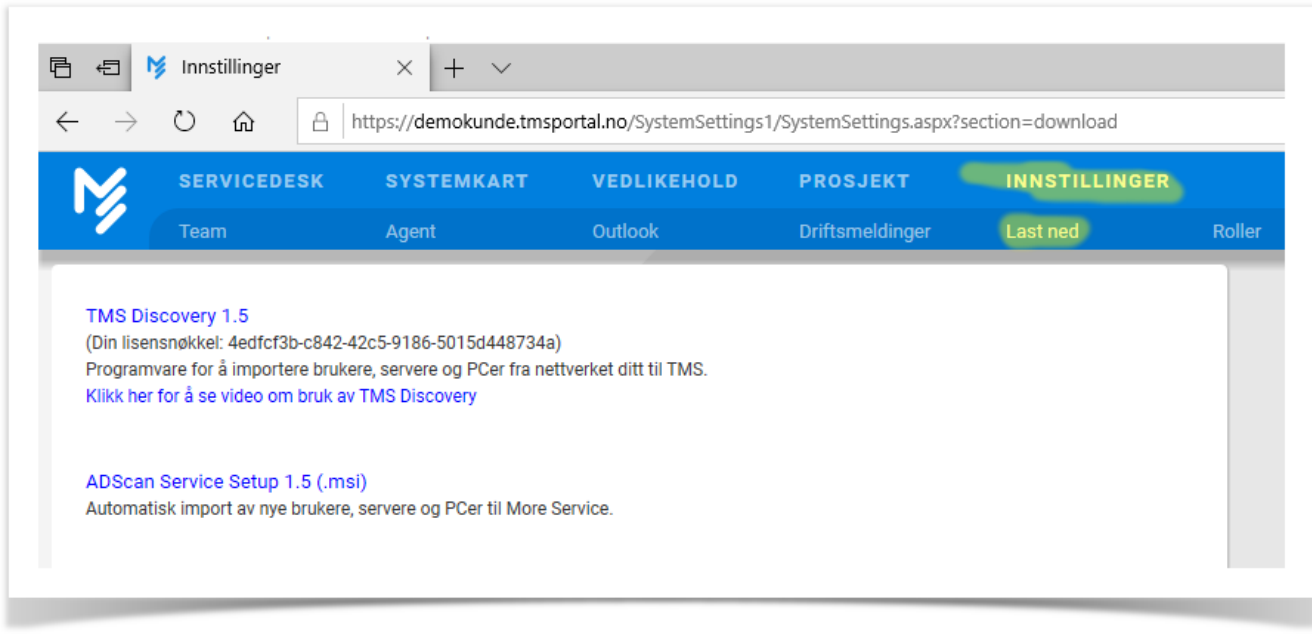 Innstillinger
https://demokunde.tmsportal.no/SystemSettings1/SystemSettings.aspx?section=download
SERVICEDESK SYSTEMKART VEDLIKEHOLD PROSJEKT INNSTILLINGER
Team Agent Outlook Driftsmeldinger Last ned Roller
TMS Discovery 1.5
(Din lisensnøkkel: 4edfcf3b-c842-42c5-9186-5015d448734a)
Programvare for å importere brukere, servere og PCer fra nettverket ditt til TMS.
Klikk her for å se video om bruk av TMS Discovery
ADScan Service Setup 1.5 (.msi)
Automatisk import av nye brukere, servere og PCer til More Service.